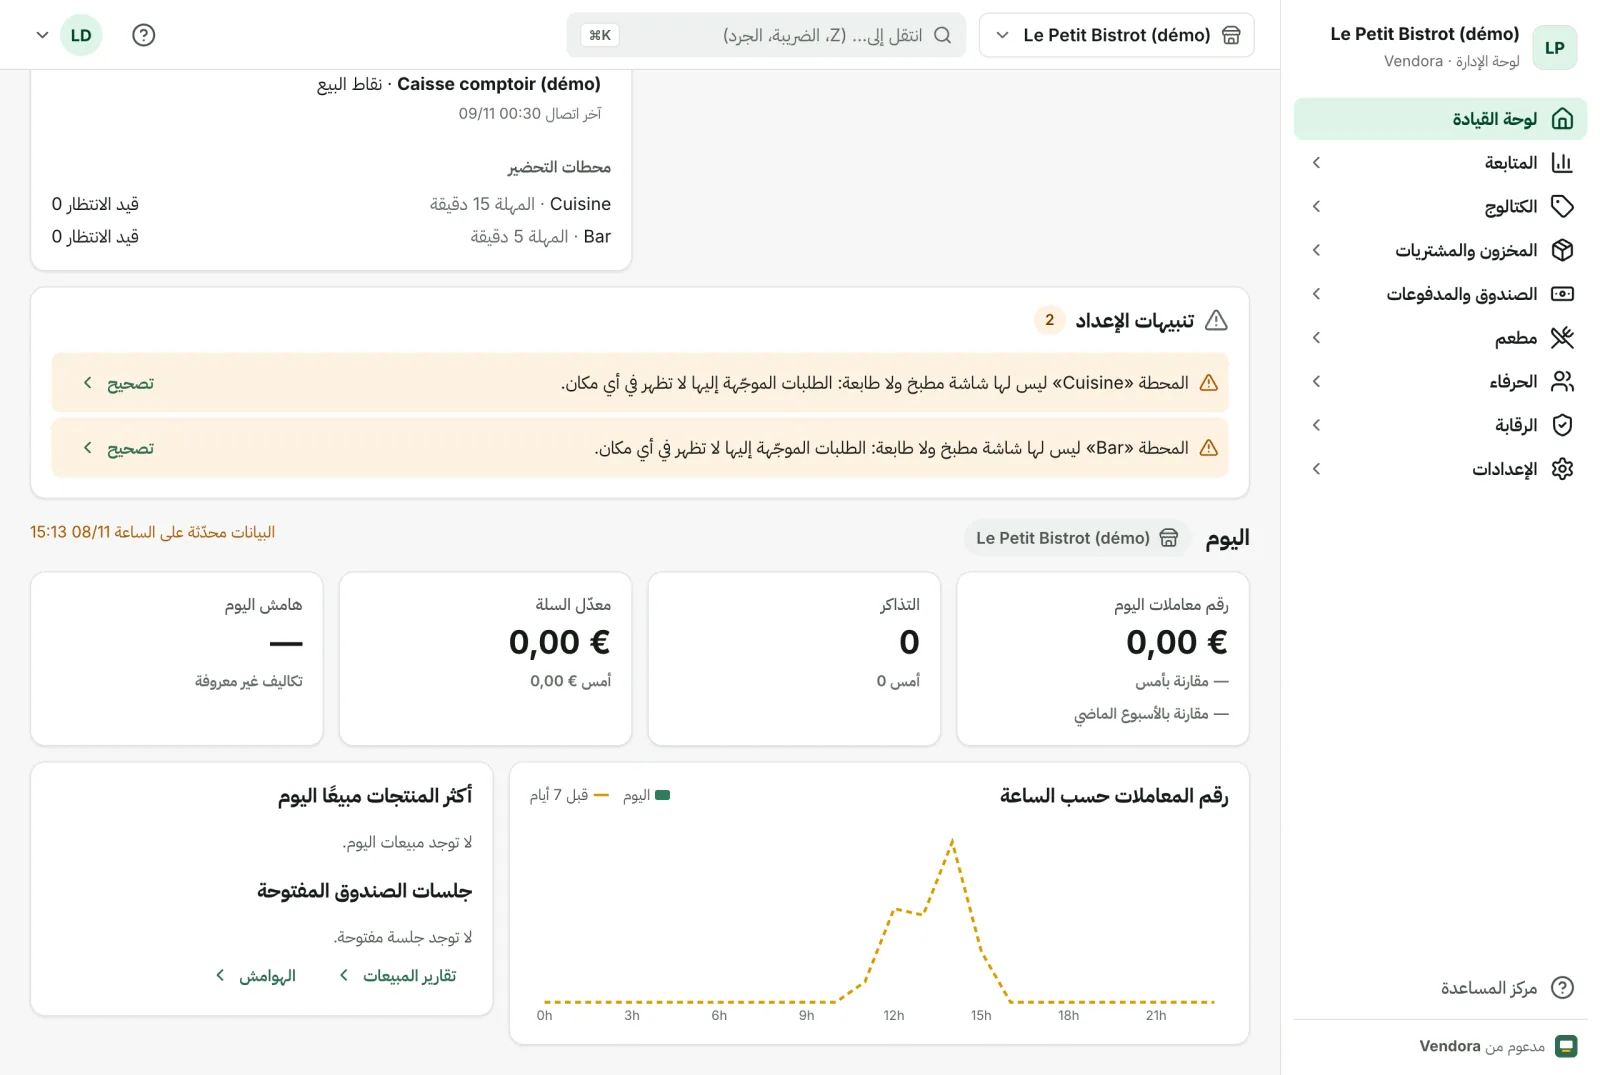 Le Petit Bistrot (démo)
لوحة الإدارة · Vendora
LP
لوحة القيادة
المتابعة
الكتالوج
المخزون والمشتريات
الصندوق والمدفوعات
مطعم
الحرفاء
الرقابة
الإعدادات
مركز المساعدة
مدعوم من Vendora
Le Petit Bistrot (démo)
انتقل إلى... (Z، الضريبة، الجرد)
⌘K
LD
Caisse comptoir (démo) · نقاط البيع
آخر اتصال 00:30 09/11
محطات التحضير
Cuisine · المهلة 15 دقيقة
قيد الانتظار 0
Bar · المهلة 5 دقيقة
قيد الانتظار 0
تنبيهات الإعداد 2
المحطة «Cuisine» ليس لها شاشة مطبخ ولا طابعة: الطلبات الموجّهة إليها لا تظهر في أي مكان.
تصحيح
المحطة «Bar» ليس لها شاشة مطبخ ولا طابعة: الطلبات الموجّهة إليها لا تظهر في أي مكان.
تصحيح
اليوم
Le Petit Bistrot (démo)
البيانات محدّثة على الساعة 08/11 15:13
رقم معاملات اليوم
0,00 €
— مقارنة بأمس
— مقارنة بالأسبوع الماضي
التذاكر
0
أمس 0
معدّل السلة
0,00 €
أمس € 0,00
هامش اليوم
—
تكاليف غير معروفة
رقم المعاملات حسب الساعة
اليوم
قبل 7 أيام
0h 3h 6h 9h 12h 15h 18h 21h
أكثر المنتجات مبيعًا اليوم
لا توجد مبيعات اليوم.
جلسات الصندوق المفتوحة
لا توجد جلسة مفتوحة.
تقارير المبيعات
الهوامش